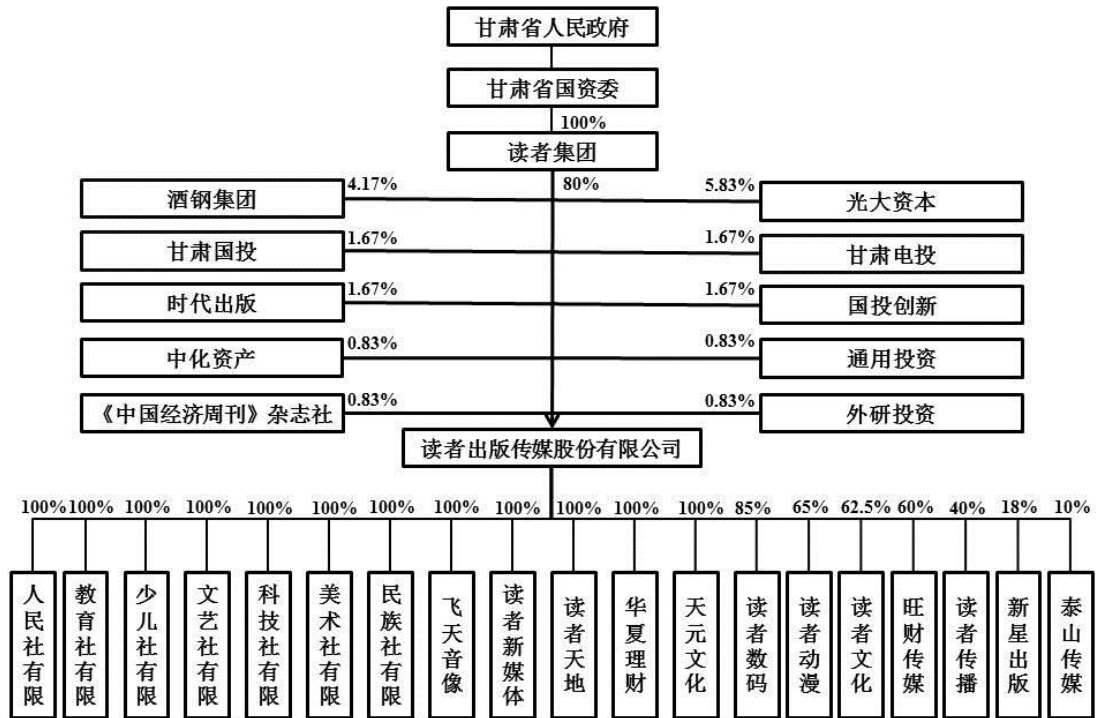 甘肃省人民政府
甘肃省国资委
100%
读者集团
80%
酒钢集团
4.17%
5.83%
光大资本
甘肃国投
1.67%
1.67%
甘肃电投
时代出版
1.67%
1.67%
国投创新
中化资产
0.83%
0.83%
通用投资
《中国经济周刊》杂志社
0.83%
0.83%
外研投资
读者出版传媒股份有限公司
100% 100% 100% 100% 100% 100% 100% 100% 100% 100% 100% 100% 85% 65% 62.5% 60% 40% 18% 10%
人民社有限
教育社有限
少儿社有限
文艺社有限
科技社有限
美术社有限
民族社有限
飞天音像
读者新媒体
读者天地
华夏理财
天元文化
读者数码
读者动漫
读者文化
旺财传媒
读者传播
新星出版
泰山传媒